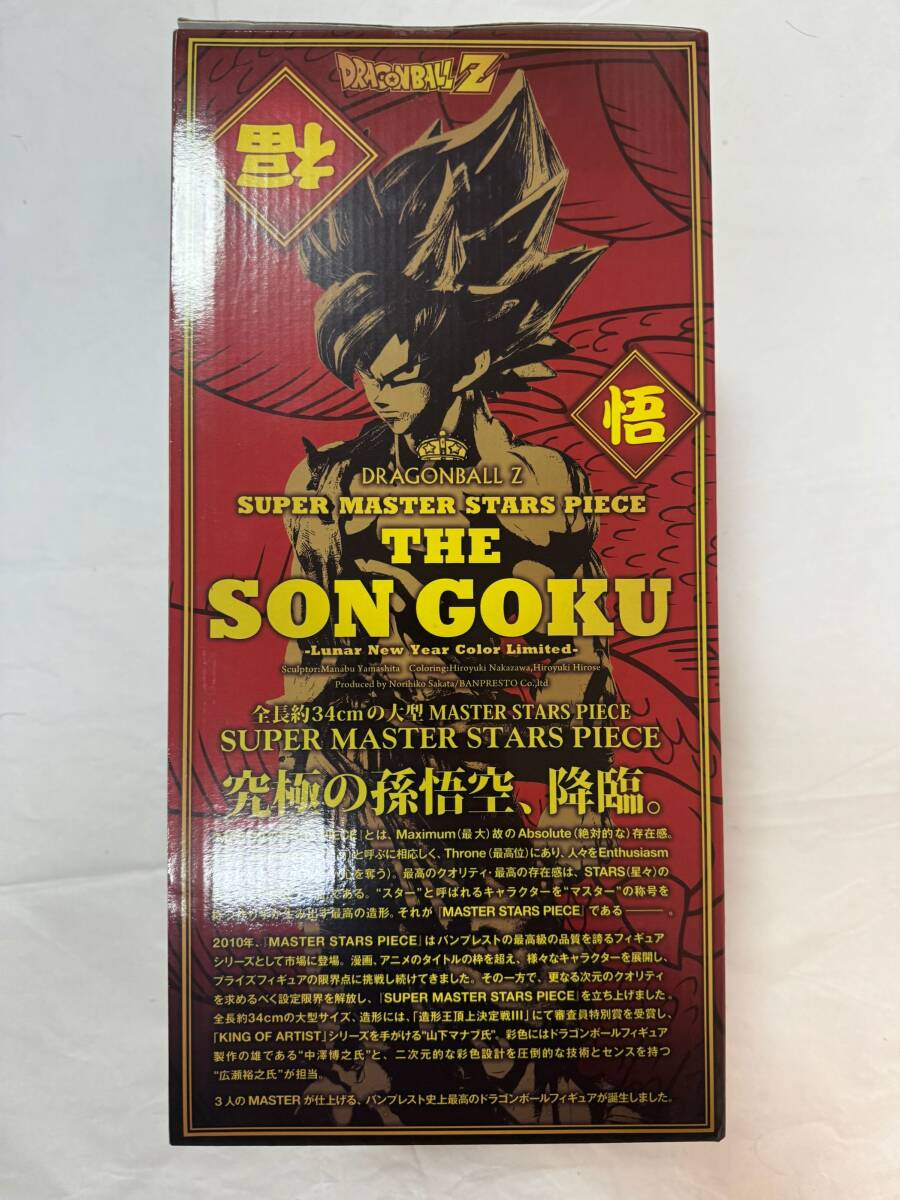 DRAGONBALL Z
福
悟
DRAGONBALL Z
SUPER MASTER STARS PIECE
THE
SON GOKU
-Lunar New Year Color Limited-
Sculptor:Manabu Yamashita Coloring:Hiroyuki Nakazawa,Hiroyuki Hirose
Produced by Norihiko Sakata/BANPRESTO Co.,ltd
全長約34cmの大型 MASTER STARS PIECE
SUPER MASTER STARS PIECE
究極の孫悟空、降臨。
PIECE』とは、Maximum(最大)故のAbsolute(絶対的な)存在感。
と呼ぶに相応しく、Throne(最高位)にあり、人々をEnthusiasm
を奪う)。最高のクオリティ・最高の存在感は、STARS(星々)の
である。“スター”と呼ばれるキャラクターを“マスター”の称号を
生み出す最高の造形。それが『MASTER STARS PIECE』である――。
2010年、『MASTER STARS PIECE』はバンプレストの最高級の品質を誇るフィギュア
シリーズとして市場に登場。漫画、アニメのタイトルの枠を超え、様々なキャラクターを展開し、
プライズフィギュアの限界点に挑戦し続けてきました。その一方で、更なる次元のクオリティ
を求めるべく設定限界を解放し、『SUPER MASTER STARS PIECE』を立ち上げました。
全長約34cmの大型サイズ、造形には、「造形王頂上決定戦III」にて審査員特別賞を受賞し、
「KING OF ARTIST」シリーズを手がける“山下マナブ氏”。彩色にはドラゴンボールフィギュア
製作の雄である“中澤博之氏”と、二次元的な彩色設計を圧倒的な技術とセンスを持つ
“広瀬裕之氏”が担当。
3人のMASTERが仕上げる、バンプレスト史上最高のドラゴンボールフィギュアが誕生しました。